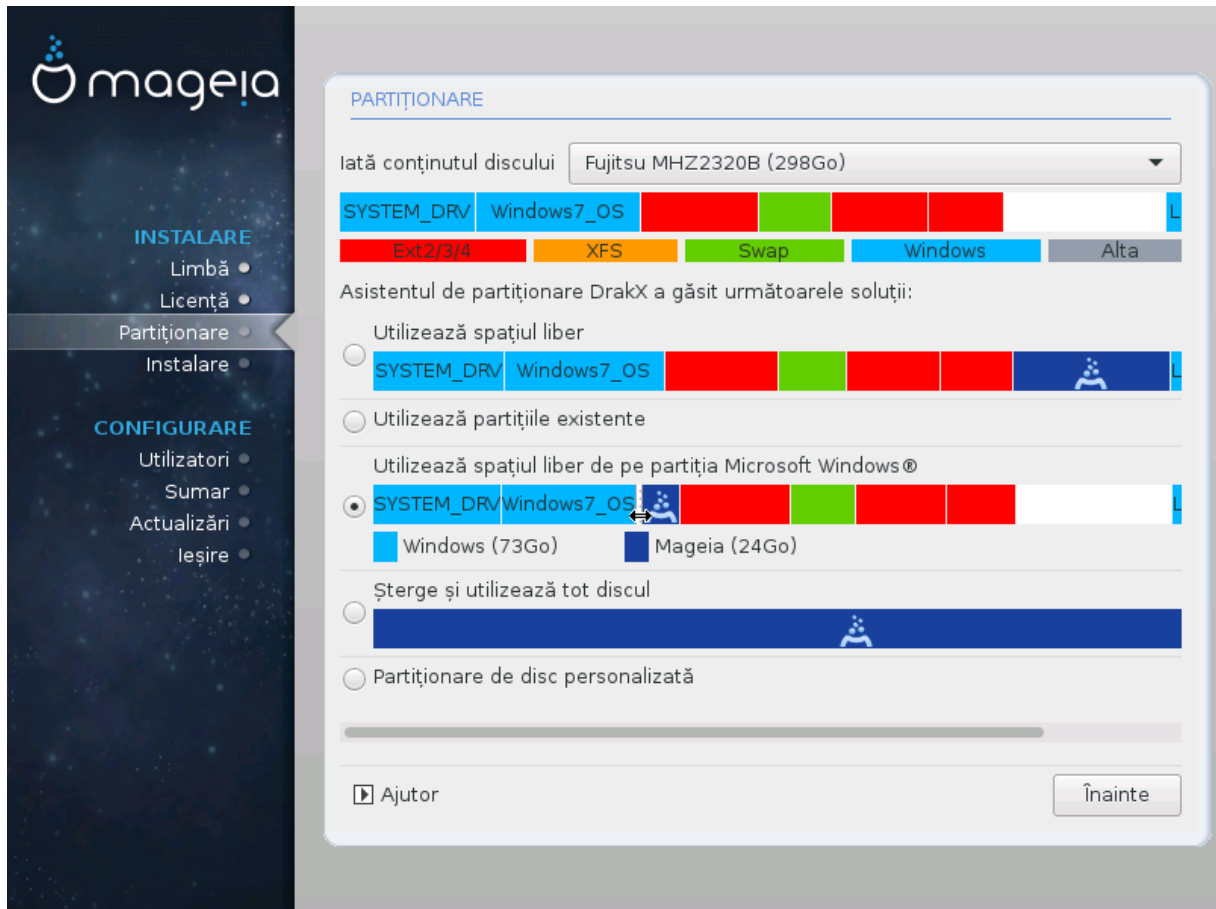 mageia
INSTALARE
Limbă
Licență
Partiționare
Instalare
CONFIGURARE
Utilizatori
Sumar
Actualizări
Ieșire
PARTIȚIONARE
Iată conținutul discului Fujitsu MHZ2320B (298Go)
SYSTEM_DRV Windows7_OS L
Ext2/3/4 XFS Swap Windows Alta
Asistentul de partiționare DrakX a găsit următoarele soluții:
Utilizează spațiul liber
SYSTEM_DRV Windows7_OS L
Utilizează partițiile existente
Utilizează spațiul liber de pe partiția Microsoft Windows®
SYSTEM_DRV Windows7_OS L
Windows (73Go) Mageia (24Go)
Șterge și utilizează tot discul
Partiționare de disc personalizată
Ajutor Înainte